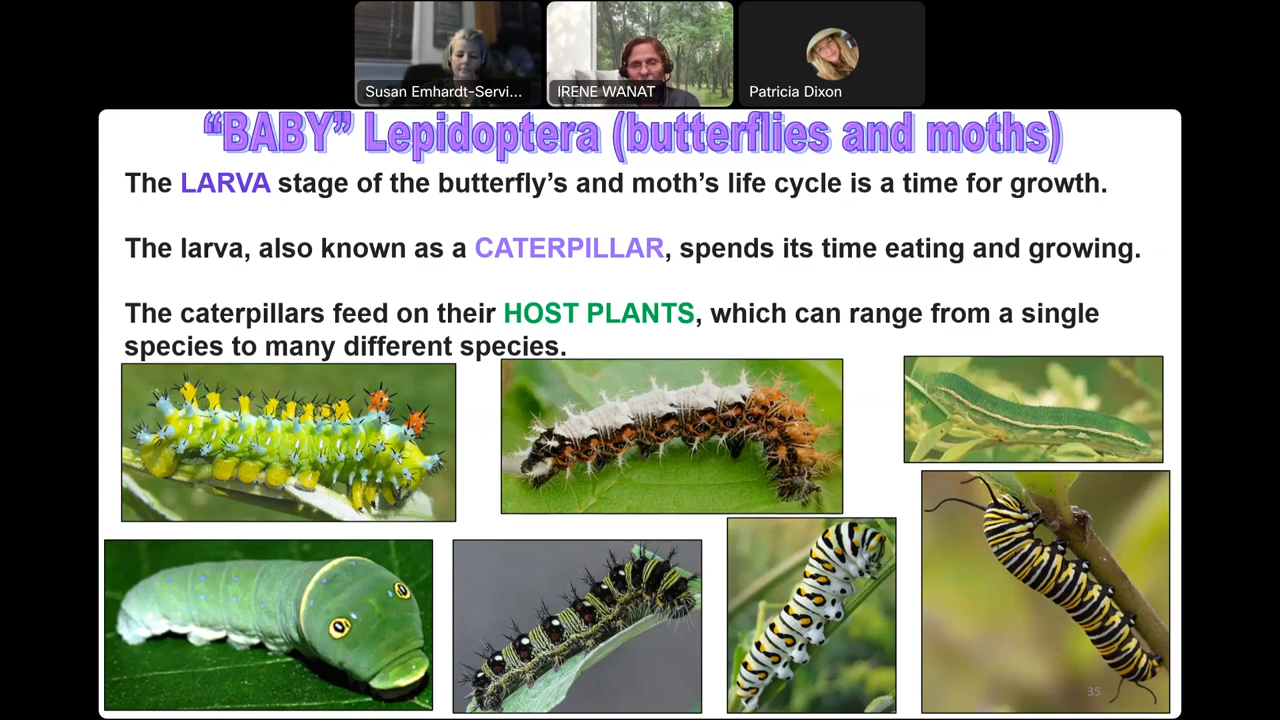 Susan Emhardt-Servi...
IRENE WANAT
Patricia Dixon
“BABY” Lepidoptera (butterflies and moths)
The LARVA stage of the butterfly’s and moth’s life cycle is a time for growth.
The larva, also known as a CATERPILLAR, spends its time eating and growing.
The caterpillars feed on their HOST PLANTS, which can range from a single
species to many different species.
35